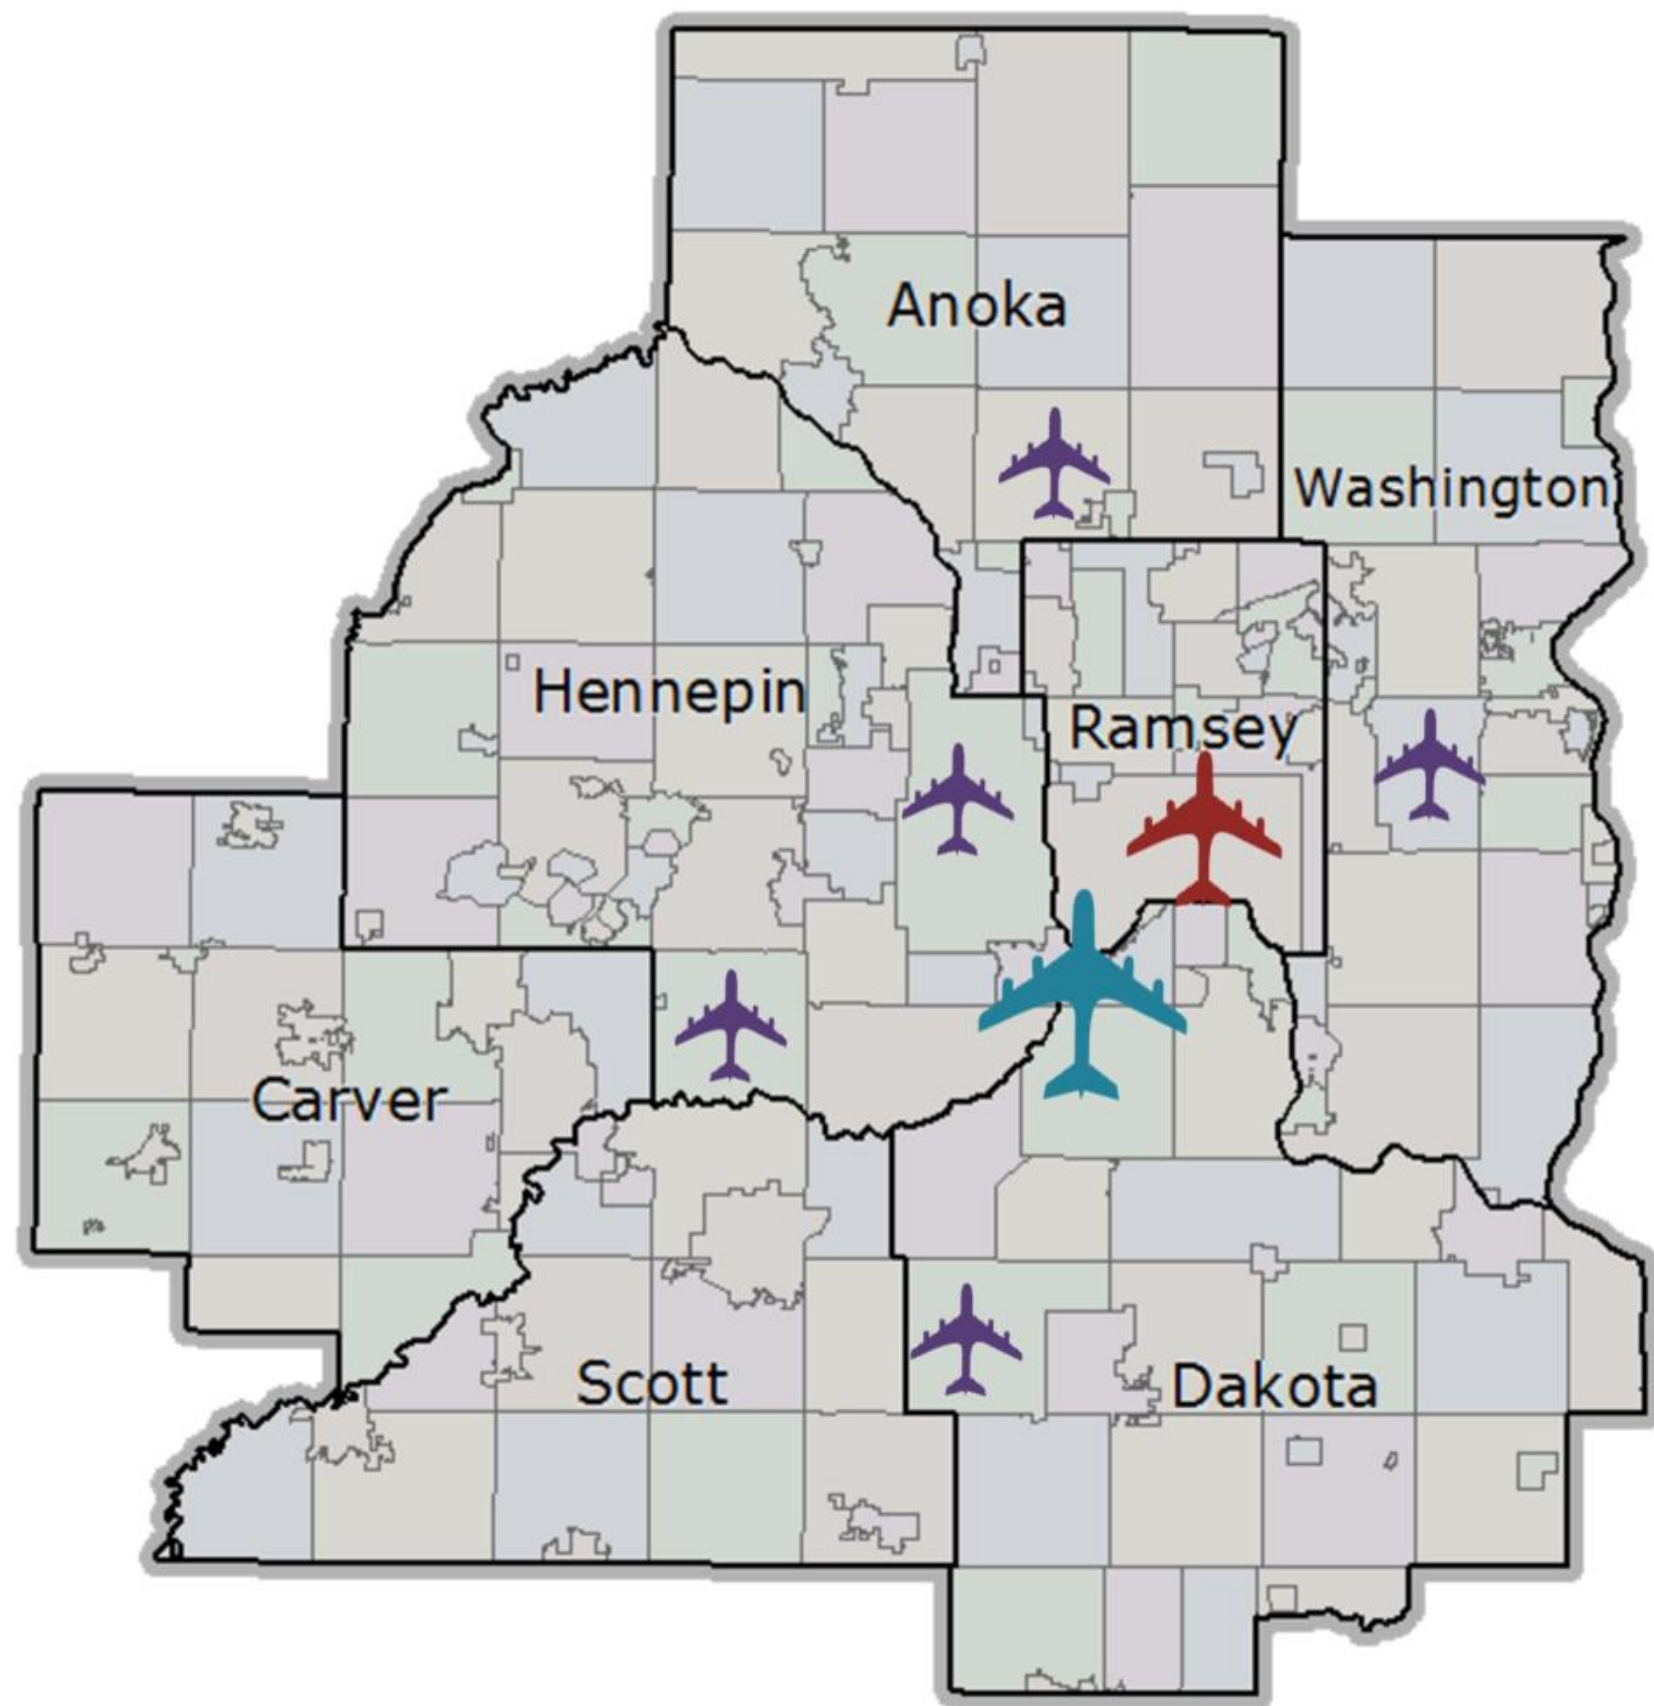 Anoka
Washington
Hennepin
Ramsey
Carver
Scott
Dakota